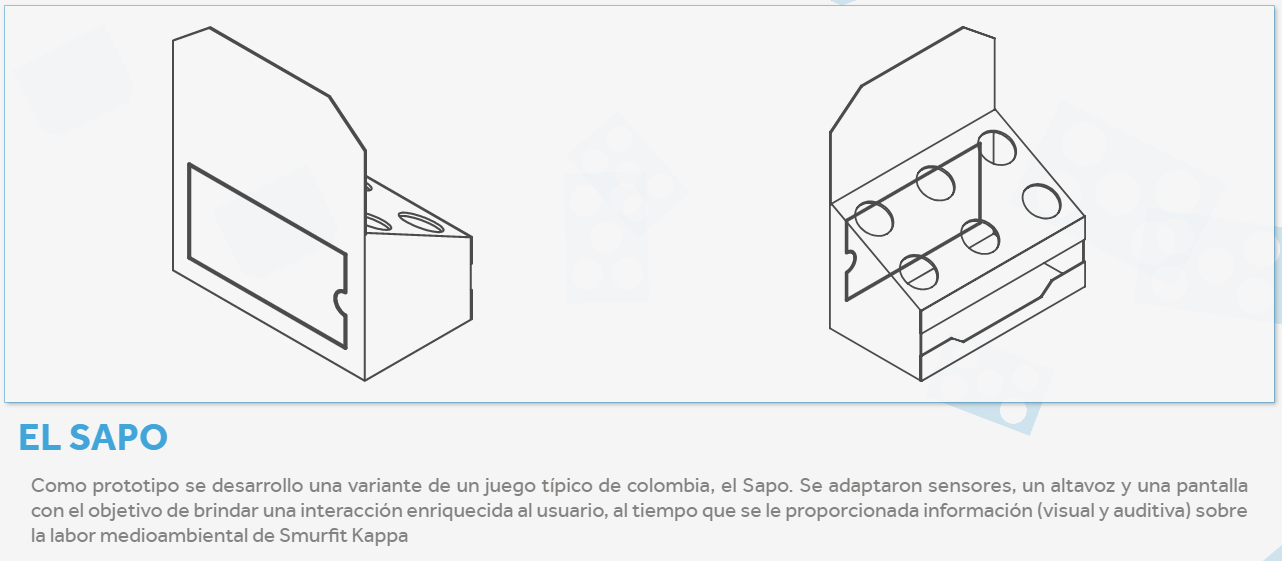 EL SAPO
Como prototipo se desarrollo una variante de un juego típico de colombia, el Sapo. Se adaptaron sensores, un altavoz y una pantalla
con el objetivo de brindar una interacción enriquecida al usuario, al tiempo que se le proporcionada información (visual y auditiva) sobre
la labor medioambiental de Smurfit Kappa